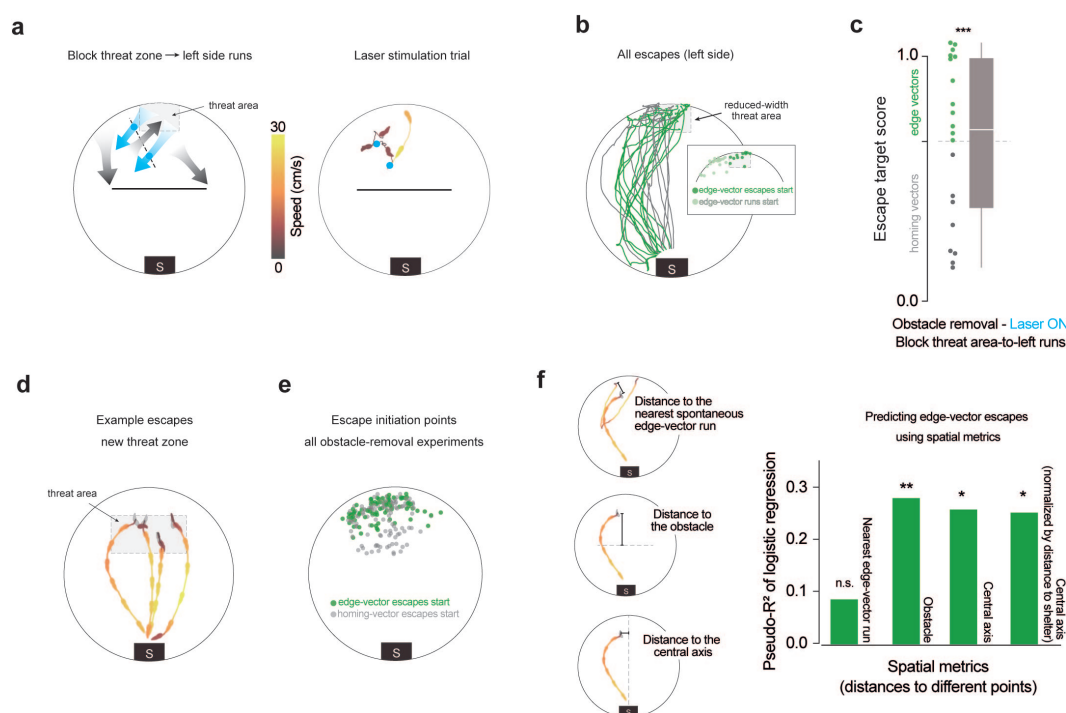 a
Block threat zone → left side runs
threat area
S
30
Speed (cm/s)
0
Laser stimulation trial
b
All escapes (left side)
reduced-width
threat area
edge-vector escapes start
edge-vector runs start
S
c
***
1.0
edge vectors
Escape target score
homing vectors
0.0
Obstacle removal - Laser ON
Block threat area-to-left runs
d
Example escapes
new threat zone
threat area
S
e
Escape initiation points
all obstacle-removal experiments
edge-vector escapes start
homing-vector escapes start
f
Distance to the
nearest spontaneous
edge-vector run
S
Distance to
the obstacle
S
Distance to the
central axis
S
Predicting edge-vector escapes
using spatial metrics
Pseudo-R² of logistic regression
0.3
0.2
0.1
0.0
n.s.
Nearest edge-vector run
**
Obstacle
*
Central axis
*
Central axis
(normalized by distance to shelter)
Spatial metrics
(distances to different points)